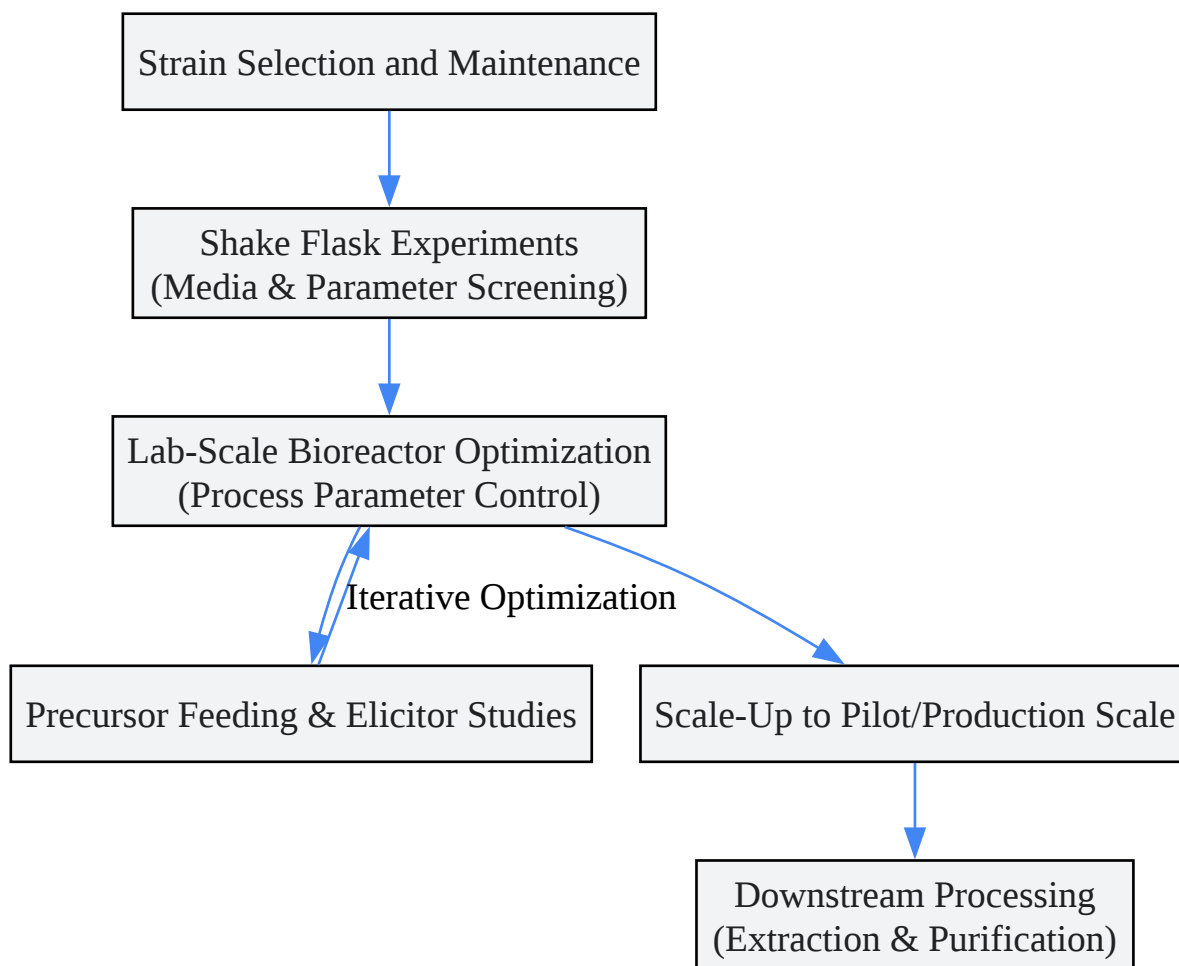 Strain Selection and Maintenance
Shake Flask Experiments
(Media & Parameter Screening)
Lab-Scale Bioreactor Optimization
(Process Parameter Control)
Iterative Optimization
Precursor Feeding & Elicitor Studies
Scale-Up to Pilot/Production Scale
Downstream Processing
(Extraction & Purification)